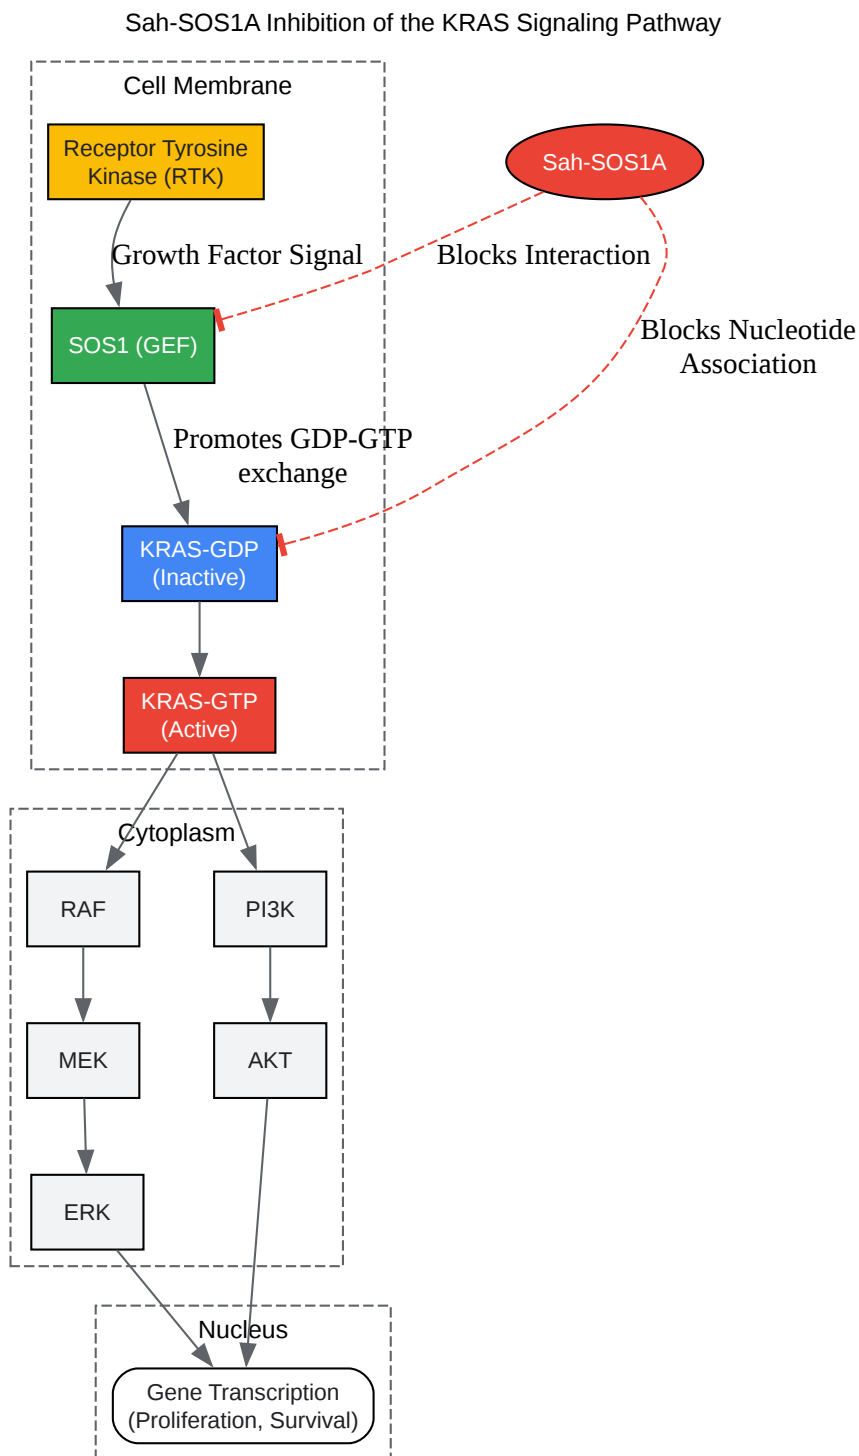 Sah-SOS1A Inhibition of the KRAS Signaling Pathway
Cell Membrane
Receptor Tyrosine
Kinase (RTK)
Sah-SOS1A
Growth Factor Signal
Blocks Interaction
SOS1 (GEF)
Blocks Nucleotide
Association
Promotes GDP-GTP
exchange
KRAS-GDP
(Inactive)
KRAS-GTP
(Active)
Cytoplasm
RAF
PI3K
MEK
AKT
ERK
Nucleus
Gene Transcription
(Proliferation, Survival)